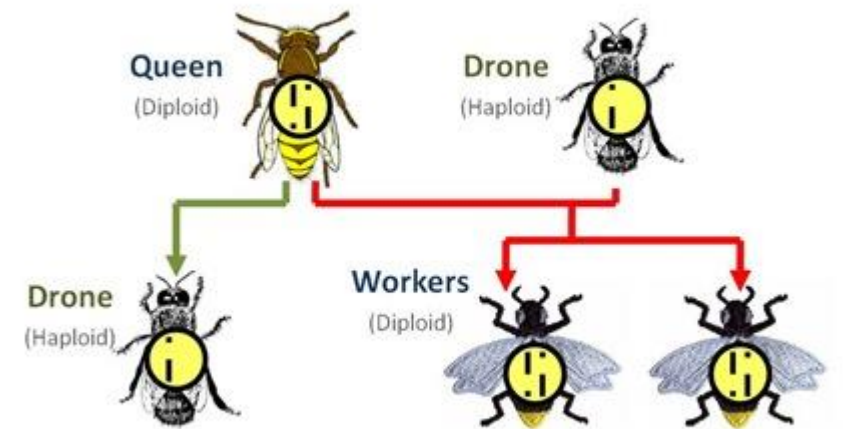 Queen
(Diploid)
Drone
(Haploid)
Drone
(Haploid)
Workers
(Diploid)